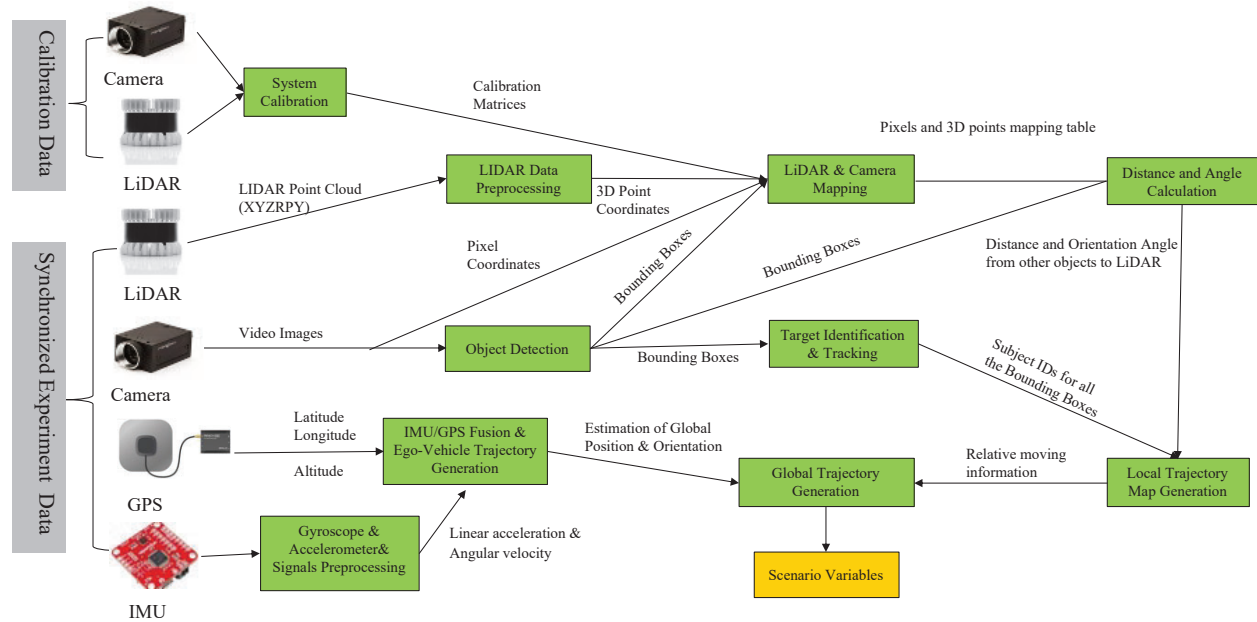 Calibration Data
Camera
LiDAR
System
Calibration
Calibration
Matrices
Pixels and 3D points mapping table
LIDAR Point Cloud
(XYZRPY)
LIDAR Data
Preprocessing
3D Point
Coordinates
LiDAR & Camera
Mapping
Distance and Angle
Calculation
Synchronized Experiment Data
LiDAR
Pixel
Coordinates
Bounding Boxes
Bounding Boxes
Distance and Orientation Angle
from other objects to LiDAR
Video Images
Object Detection
Bounding Boxes
Target Identification
& Tracking
Subject IDs for all
the Bounding Boxes
Camera
Latitude
Longitude
Altitude
IMU/GPS Fusion &
Ego-Vehicle Trajectory
Generation
Estimation of Global
Position & Orientation
Global Trajectory
Generation
Relative moving
information
Local Trajectory
Map Generation
GPS
Gyroscope &
Accelerometer&
Signals Preprocessing
Linear acceleration &
Angular velocity
Scenario Variables
IMU